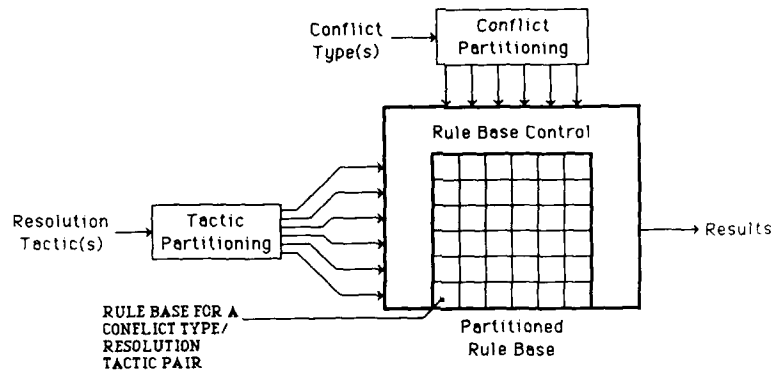 Conflict
Type(s)
Conflict
Partitioning
Rule Base Control
Resolution
Tactic(s)
Tactic
Partitioning
Results
RULE BASE FOR A
CONFLICT TYPE/
RESOLUTION
TACTIC PAIR
Partitioned
Rule Base